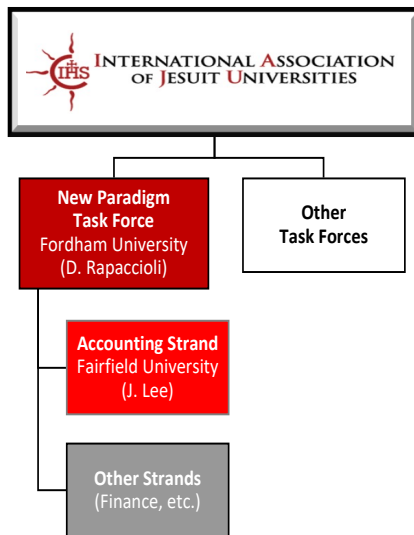 IHS
INTERNATIONAL ASSOCIATION
OF JESUIT UNIVERSITIES
New Paradigm
Task Force
Fordham University
(D. Rapaccioli)
Other
Task Forces
Accounting Strand
Fairfield University
(J. Lee)
Other Strands
(Finance, etc.)